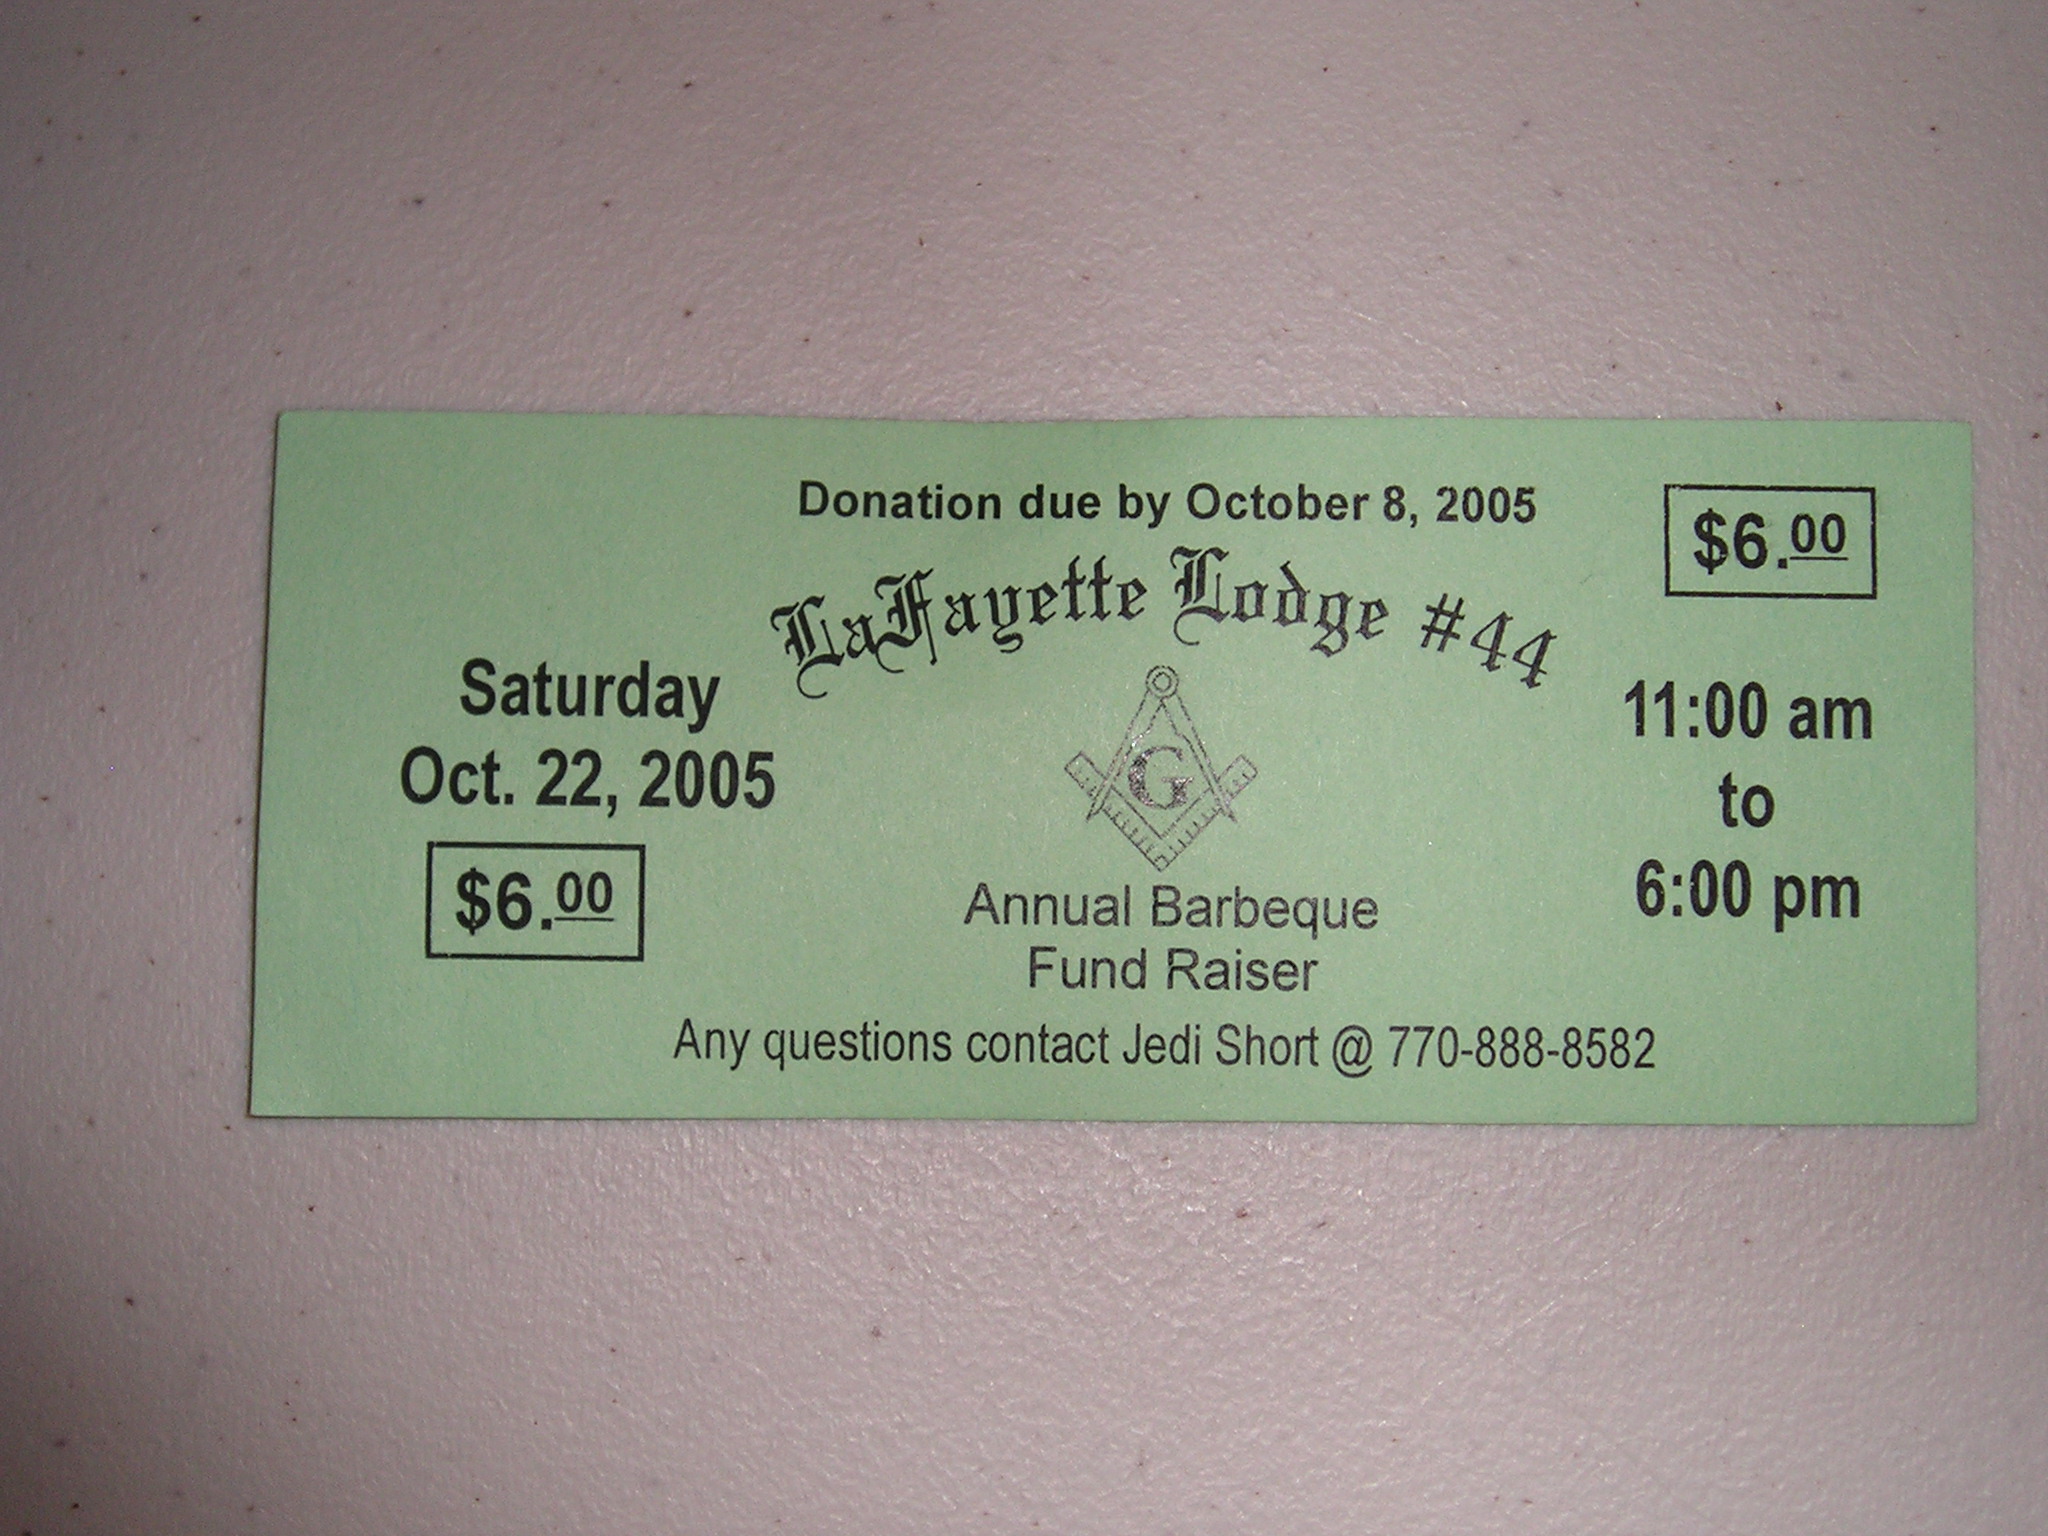 Donation due by October 8, 2005
$6.00
LaFayette Lodge #44
Saturday
Oct. 22, 2005
$6.00
G
11:00 am
to
6:00 pm
Annual Barbeque
Fund Raiser
Any questions contact Jedi Short @ 770-888-8582